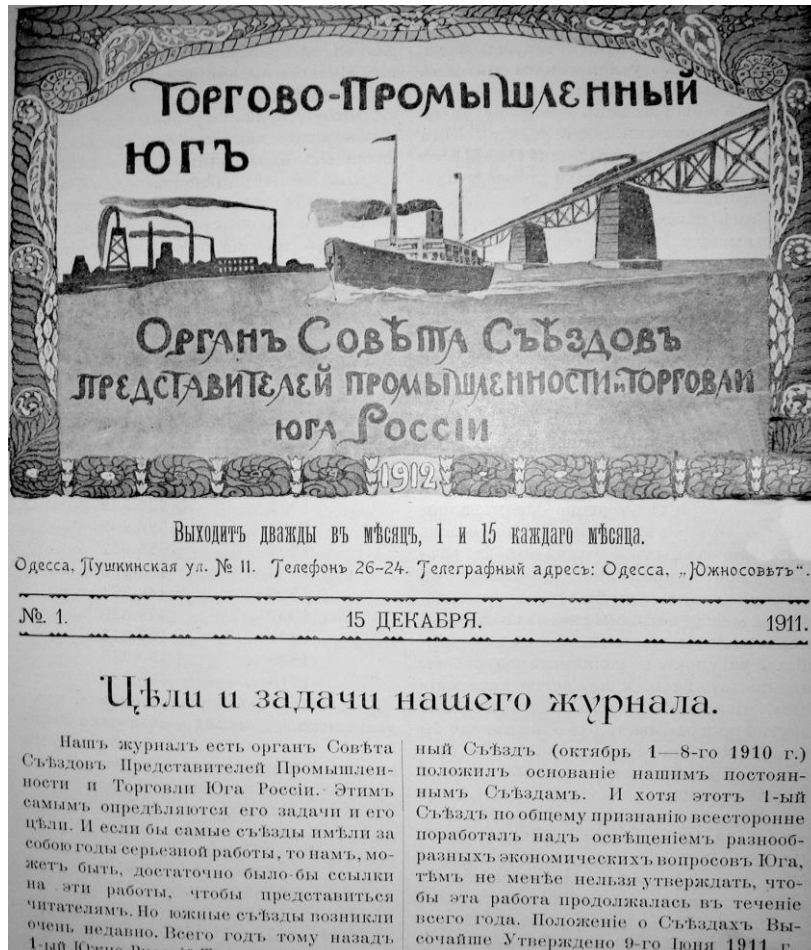 Торгово-Промышленный
Югъ
Органъ Совѣта Съѣздовъ
представителей промышленности и торговли
юга Россіи
1912
Выходитъ дважды въ мѣсяцъ, 1 и 15 каждаго мѣсяца.
Одесса, Пушкинская ул. № 11. Телефонъ 26-24. Телеграфный адресъ: Одесса, „Южносовѣтъ“.
№ 1. 15 ДЕКАБРЯ. 1911.
Цѣли и задачи нашего журнала.
Нашъ журналъ есть органъ Совѣта
Съѣздовъ Представителей Промышлен-
ности и Торговли Юга Россіи. Этимъ
самымъ опредѣляются его задачи и его
цѣли. И если бы самые съѣзды имѣли за
собою годы серьезной работы, то намъ, мо-
жетъ быть, достаточно было-бы ссылки
на эти работы, чтобы представиться
читателямъ. Но южные съѣзды возникли
очень недавно. Всего годъ тому назадъ
1-ый
ный Съѣздъ (октябрь 1—8-го 1910 г.)
положилъ основаніе нашимъ постоян-
нымъ Съѣздамъ. И хотя этотъ 1-ый
Съѣздъ по общему признанію всесторонне
поработалъ надъ освѣщеніемъ разнооб-
разныхъ экономическихъ вопросовъ Юга,
тѣмъ не менѣе нельзя утверждать, что-
бы эта работа продолжалась въ теченіе
всего года. Положеніе о Съѣздахъ Вы-
сочайше Утверждено 9-го Іюня 1911 г.